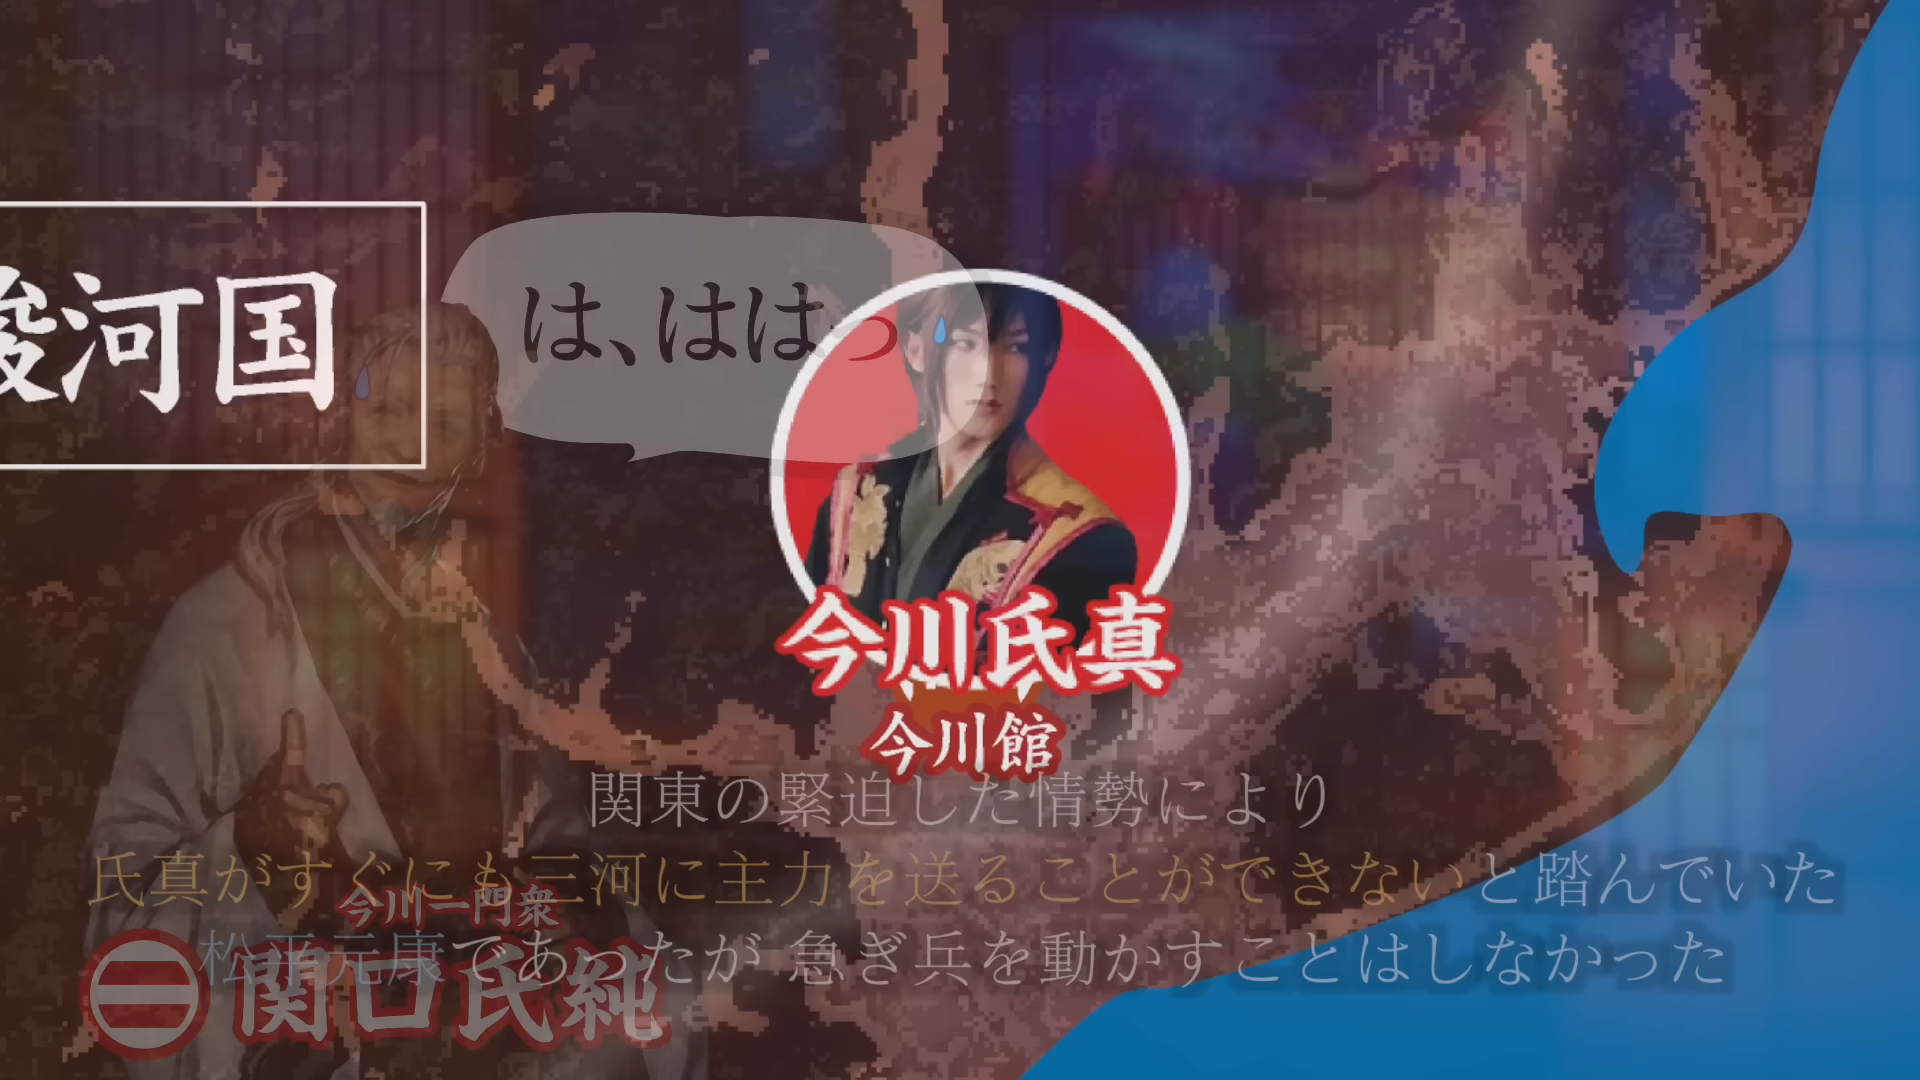 駿河国
は、ははっ
今川氏真
今川館
関東の緊迫した情勢により
氏真がすぐにも三河に主力を送ることができないと踏んでいた
松平元康であったが 急ぎ兵を動かすことはしなかった
今川一門衆
関口氏純